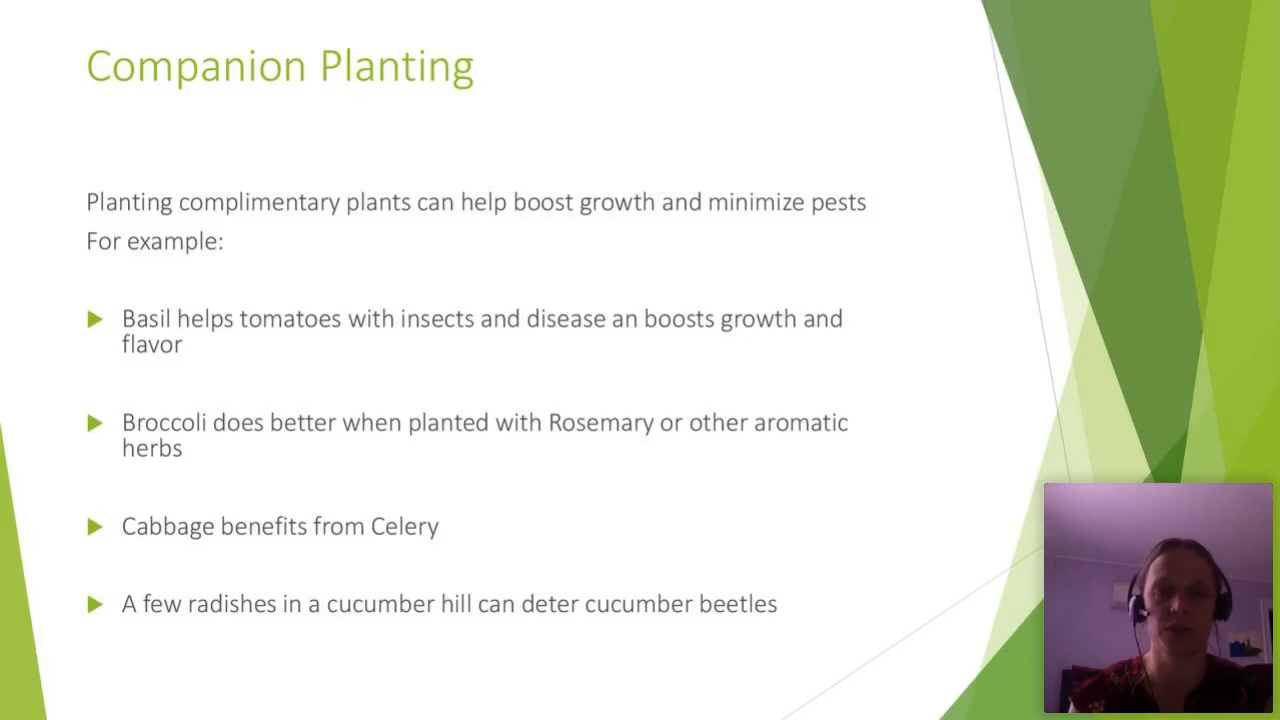 Companion Planting
Planting complimentary plants can help boost growth and minimize pests
For example:
Basil helps tomatoes with insects and disease an boosts growth and
flavor
Broccoli does better when planted with Rosemary or other aromatic
herbs
Cabbage benefits from Celery
A few radishes in a cucumber hill can deter cucumber beetles